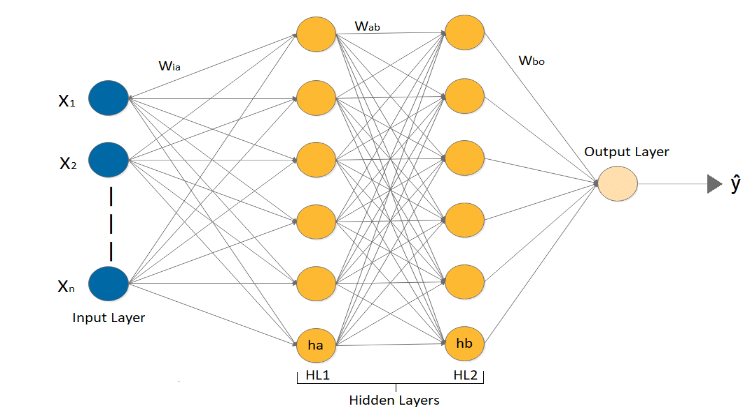 Wab
Wia
Wbo
X1
X2
Output Layer
ŷ
Xn
Input Layer
ha
hb
HL1
HL2
Hidden Layers